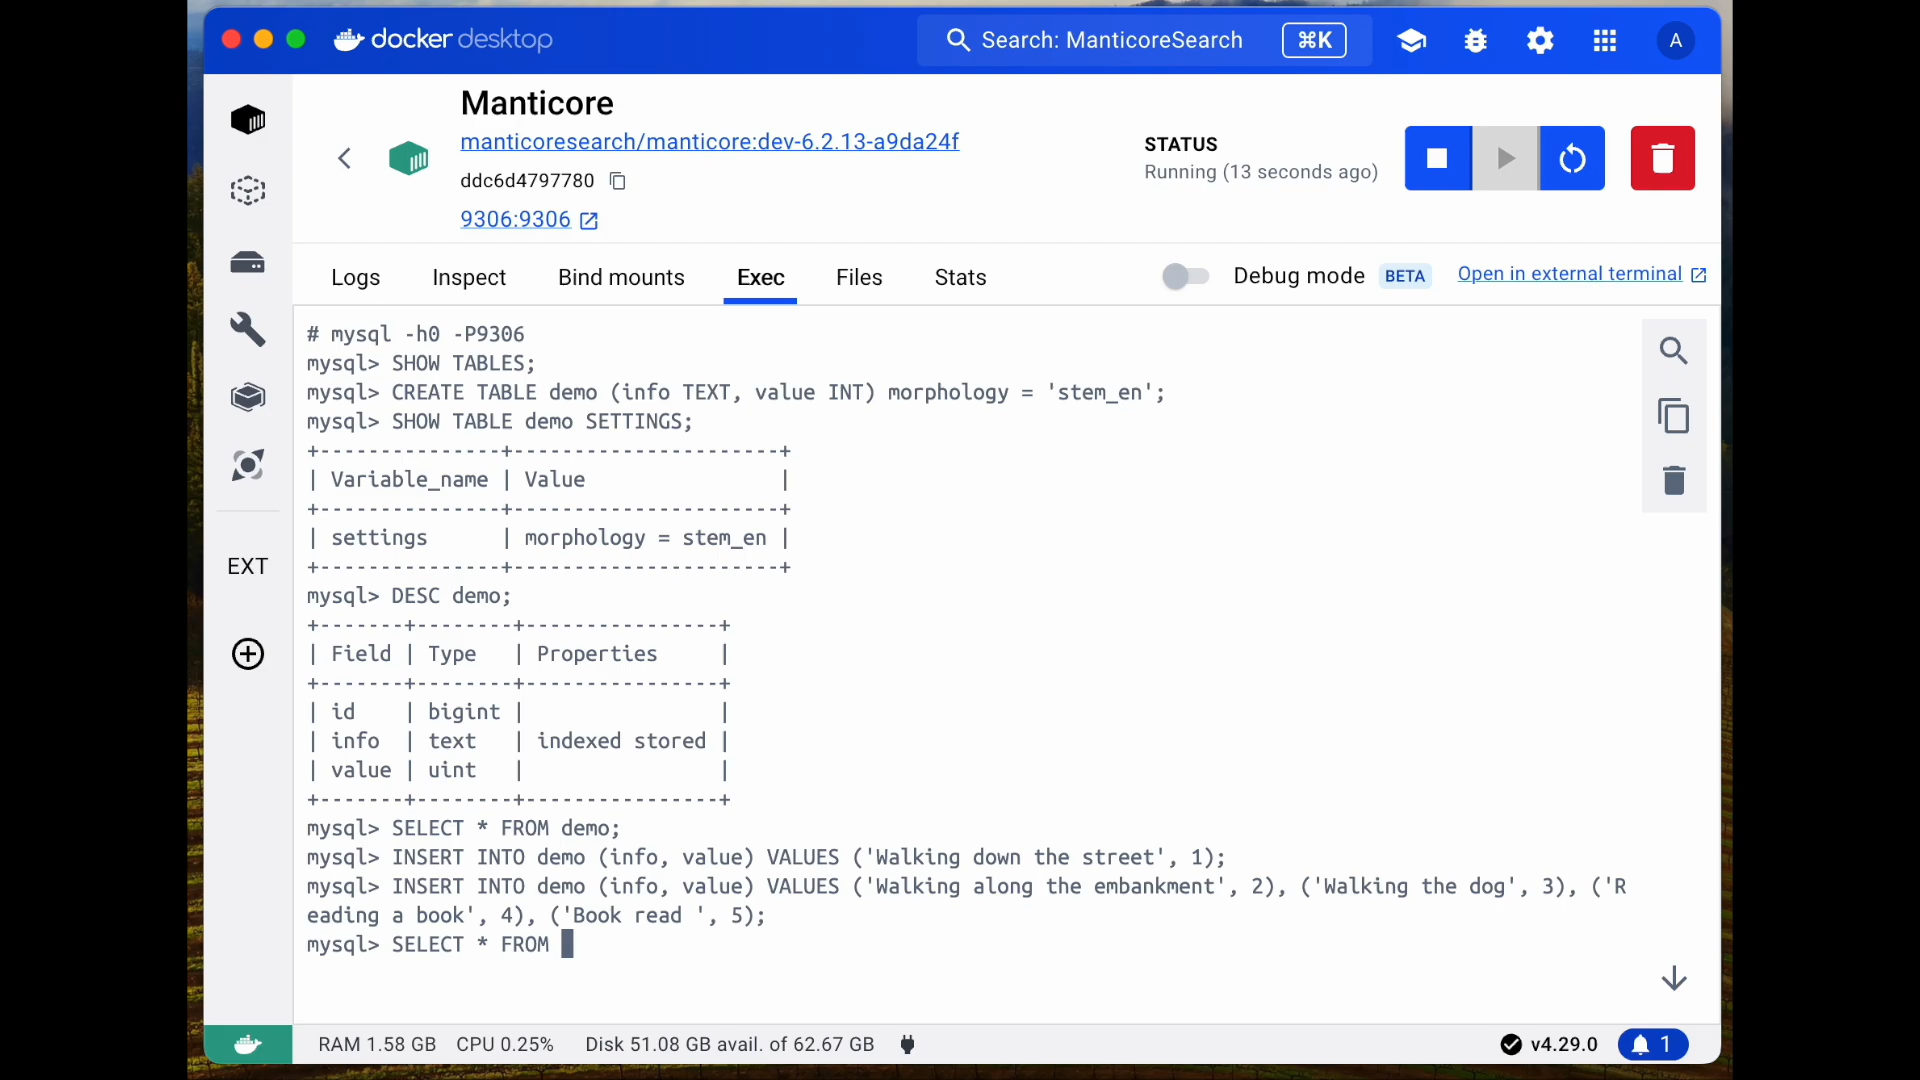 docker desktop
Search: ManticoreSearch
⌘K
A
Manticore
manticoresearch/manticore:dev-6.2.13-a9da24f
ddc6d4797780
9306:9306
STATUS
Running (13 seconds ago)
Logs
Inspect
Bind mounts
Exec
Files
Stats
Debug mode
BETA
Open in external terminal
EXT
# mysql -h0 -P9306
mysql> SHOW TABLES;
mysql> CREATE TABLE demo (info TEXT, value INT) morphology = 'stem_en';
mysql> SHOW TABLE demo SETTINGS;
+---------------+----------------------+
| Variable_name | Value                |
+---------------+----------------------+
| settings      | morphology = stem_en |
+---------------+----------------------+
mysql> DESC demo;
+-------+--------+----------------+
| Field | Type   | Properties     |
+-------+--------+----------------+
| id    | bigint |                |
| info  | text   | indexed stored |
| value | uint   |                |
+-------+--------+----------------+
mysql> SELECT * FROM demo;
mysql> INSERT INTO demo (info, value) VALUES ('Walking down the street', 1);
mysql> INSERT INTO demo (info, value) VALUES ('Walking along the embankment', 2), ('Walking the dog', 3), ('R
eading a book', 4), ('Book read ', 5);
mysql> SELECT * FROM
RAM 1.58 GB
CPU 0.25%
Disk 51.08 GB avail. of 62.67 GB
v4.29.0
1